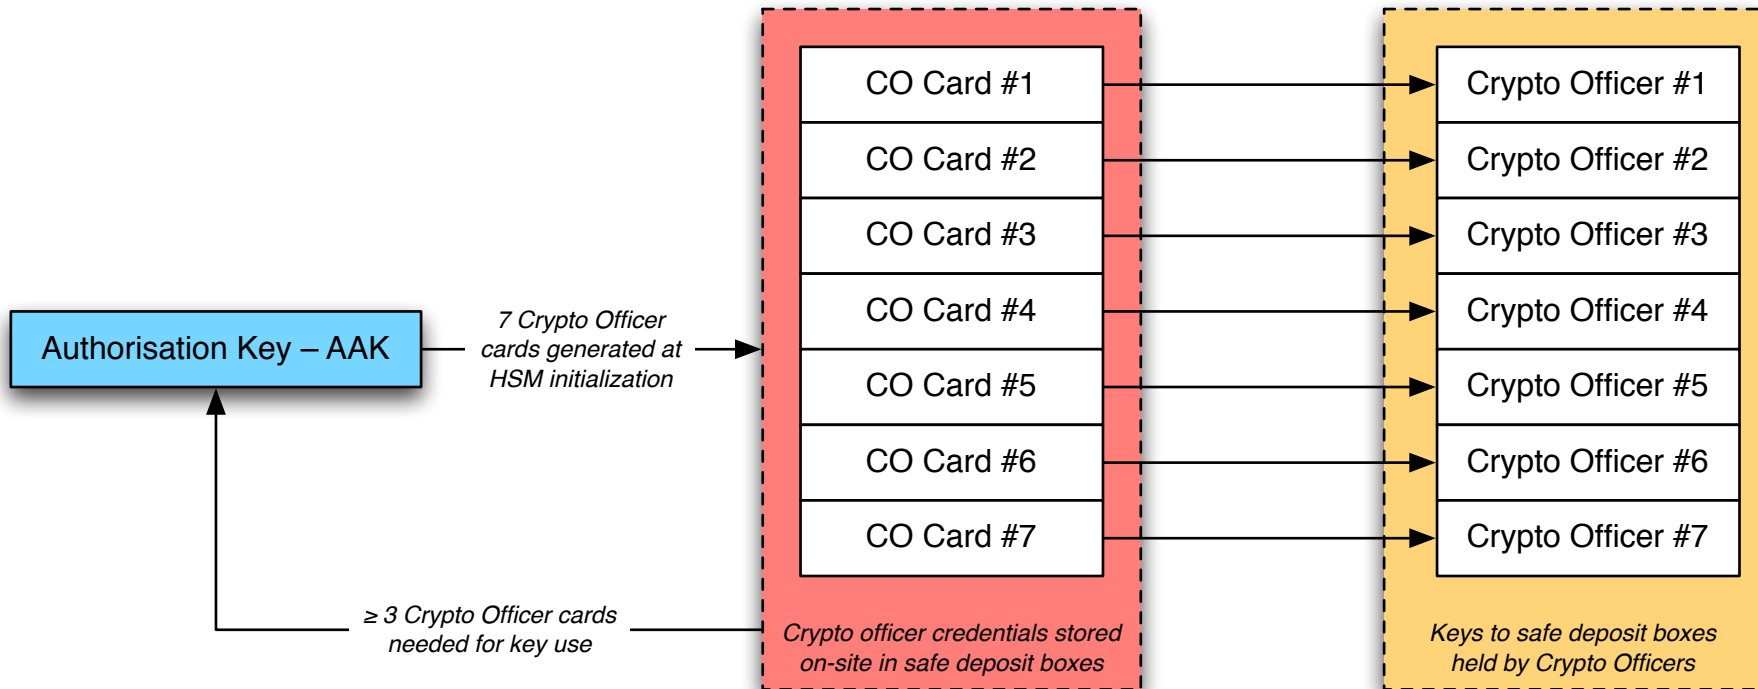 Authorisation Key – AAK
7 Crypto Officer
cards generated at
HSM initialization
≥ 3 Crypto Officer cards
needed for key use
CO Card #1
CO Card #2
CO Card #3
CO Card #4
CO Card #5
CO Card #6
CO Card #7
Crypto officer credentials stored
on-site in safe deposit boxes
Crypto Officer #1
Crypto Officer #2
Crypto Officer #3
Crypto Officer #4
Crypto Officer #5
Crypto Officer #6
Crypto Officer #7
Keys to safe deposit boxes
held by Crypto Officers